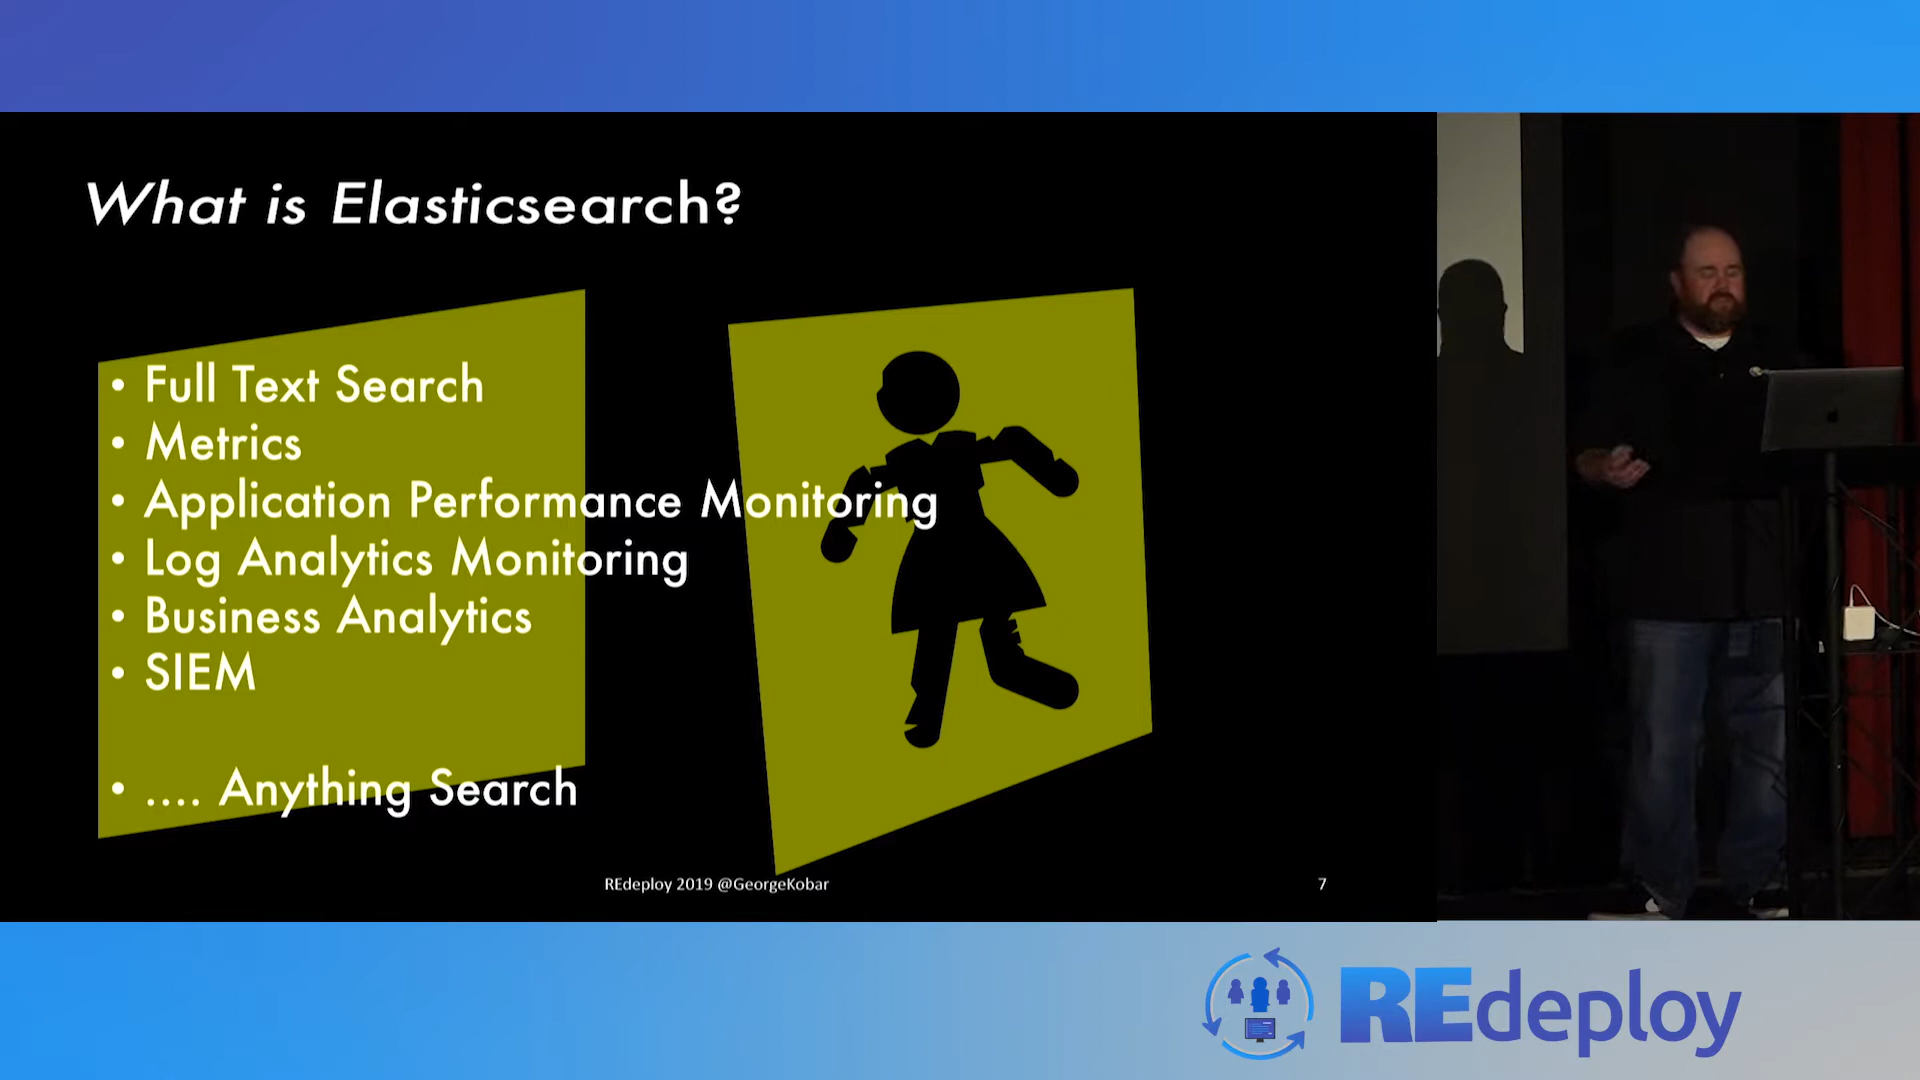 What is Elasticsearch?
• Full Text Search
• Metrics
• Application Performance Monitoring
• Log Analytics Monitoring
• Business Analytics
• SIEM
• .... Anything Search
REdeploy 2019 @GeorgeKobar
7
REdeploy